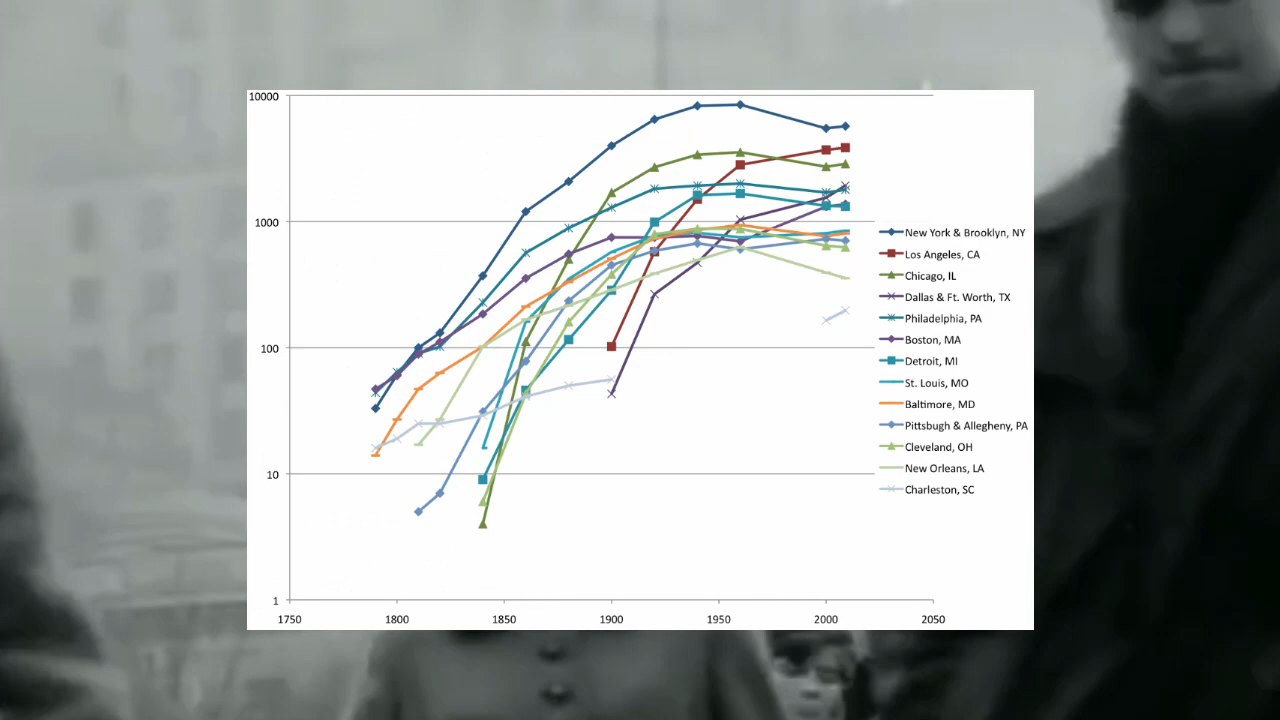 10000
1000
100
10
1
1750 1800 1850 1900 1950 2000 2050
New York & Brooklyn, NY
Los Angeles, CA
Chicago, IL
Dallas & Ft. Worth, TX
Philadelphia, PA
Boston, MA
Detroit, MI
St. Louis, MO
Baltimore, MD
Pittsbugh & Allegheny, PA
Cleveland, OH
New Orleans, LA
Charleston, SC